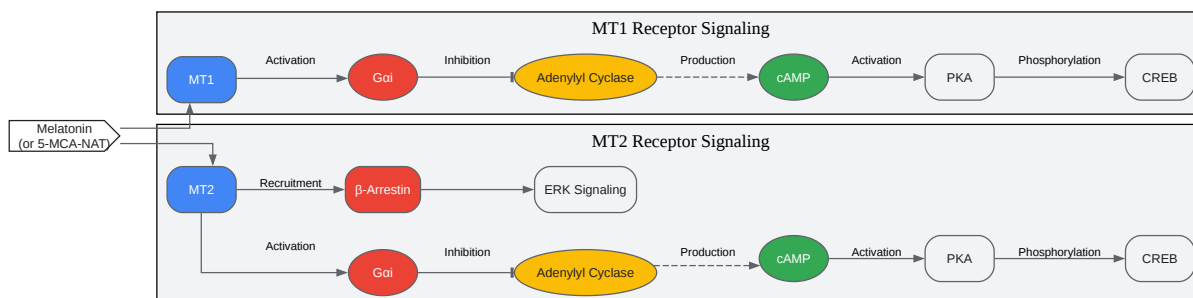 MT1 Receptor Signaling
Activation
Inhibition
Production
Activation
Phosphorylation
MT1
Gαi
Adenylyl Cyclase
cAMP
PKA
CREB
Melatonin
(or 5-MCA-NAT)
MT2 Receptor Signaling
MT2
Recruitment
β-Arrestin
ERK Signaling
Activation
Inhibition
Production
Activation
Phosphorylation
Gαi
Adenylyl Cyclase
cAMP
PKA
CREB